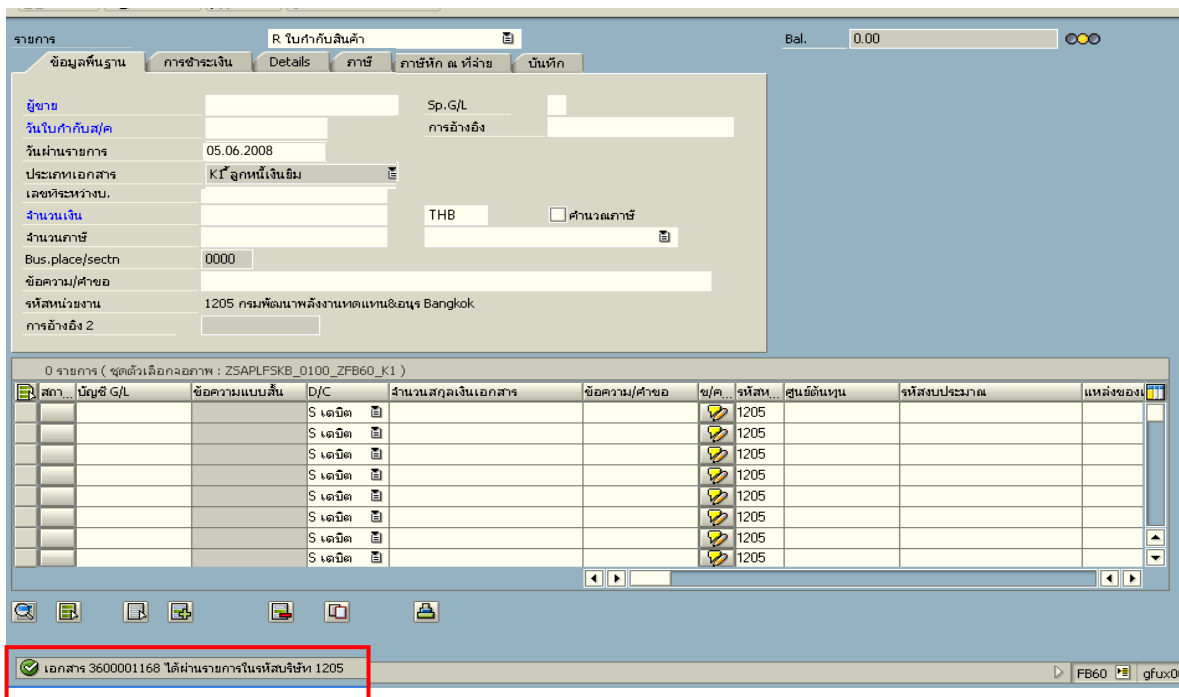 รายการ R ใบกำกับสินค้า Bal. 0.00
ข้อมูลพื้นฐาน การชำระเงิน Details ภาษี ภาษีหัก ณ ที่จ่าย บันทึก
ผู้ขาย Sp.G/L
วันใบกำกับส/ค การอ้างอิง
วันผ่านรายการ 05.06.2008
ประเภทเอกสาร K1 ลูกหนี้เงินยืม
เลขที่ระหว่างบ.
จำนวนเงิน THB คำนวณภาษี
จำนวนภาษี
Bus.place/sectn 0000
ข้อความ/คำขอ
รหัสหน่วยงาน 1205 กรมพัฒนาพลังงานทดแทน&อนุร Bangkok
การอ้างอิง 2
0 รายการ ( ชุดตัวเลือกจอภาพ : ZSAPLFSKB_0100_ZFB60_K1 )
สถา... บัญชี G/L ข้อความแบบสั้น D/C จำนวนสกุลเงินเอกสาร ข้อความ/คำขอ ข/ค... รหัสห... ศูนย์ต้นทุน รหัสงบประมาณ แหล่งของเ
S เดบิต 1205
S เดบิต 1205
S เดบิต 1205
S เดบิต 1205
S เดบิต 1205
S เดบิต 1205
S เดบิต 1205
S เดบิต 1205
เอกสาร 3600001168 ได้ผ่านรายการในรหัสบริษัท 1205
FB60 gfux0